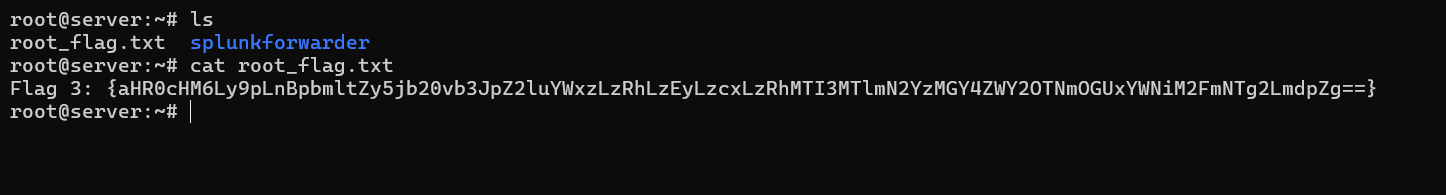 root@server:~# ls
root_flag.txt  splunkforwarder
root@server:~# cat root_flag.txt
Flag 3: {aHR0cHM6Ly9pLnBpbmltZy5jb20vb3JpZ2luYWxzLzRhLzEyLzcxLzRhMTI3MTlmN2YzMGY4ZWY2OTNmOGUxYWNiM2FmNTg2LmdpZg==}
root@server:~#